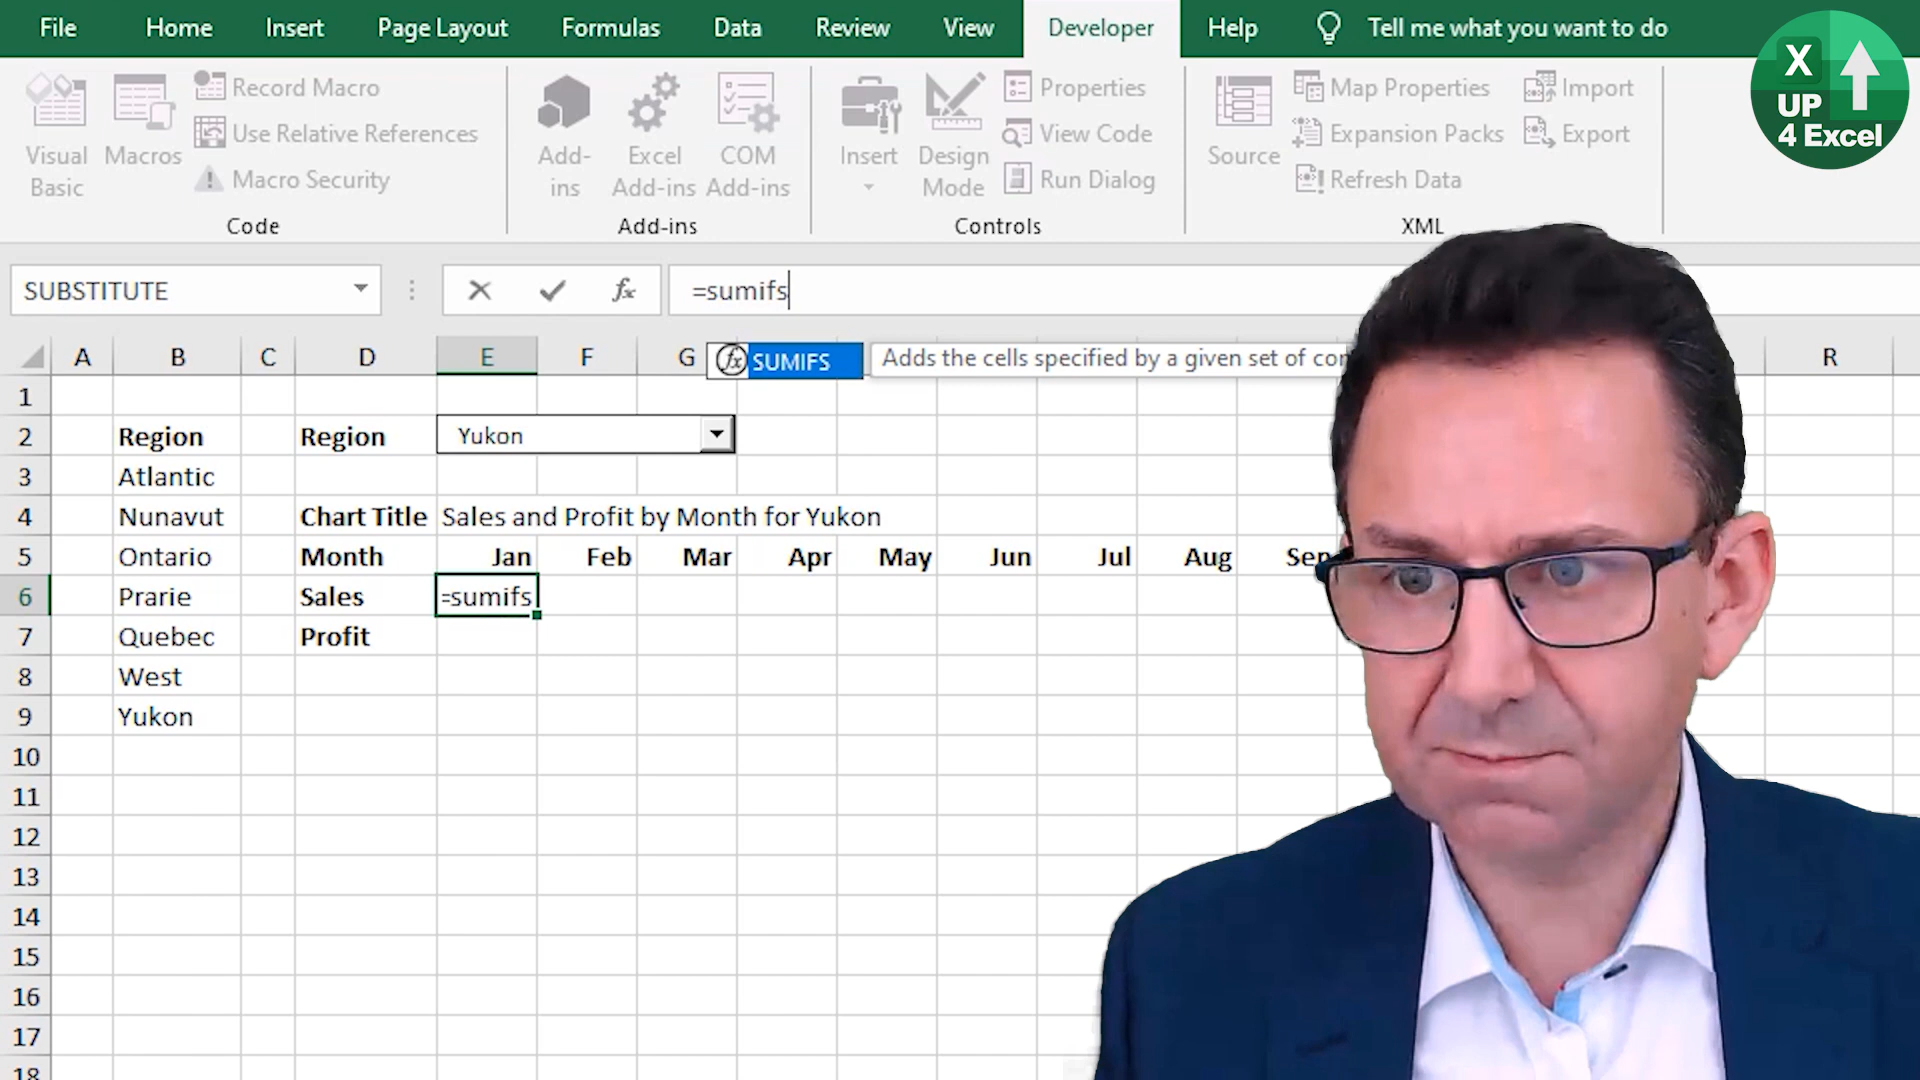 File Home Insert Page Layout Formulas Data Review View Developer Help Tell me what you want to do
X
UP
4 Excel
Visual Basic
Macros
Record Macro
Use Relative References
Macro Security
Code
Add-ins
Excel Add-ins
COM Add-ins
Add-ins
Insert
Design Mode
Properties
View Code
Run Dialog
Controls
Source
Map Properties
Expansion Packs
Refresh Data
Import
Export
XML
SUBSTITUTE fx =sumifs
A B C D E F G R
fx SUMIFS Adds the cells specified by a given set of
1
2 Region Region Yukon
3 Atlantic
4 Nunavut Chart Title Sales and Profit by Month for Yukon
5 Ontario Month Jan Feb Mar Apr May Jun Jul Aug Sep
6 Prarie Sales =sumifs
7 Quebec Profit
8 West
9 Yukon
10
11
12
13
14
15
16
17
18